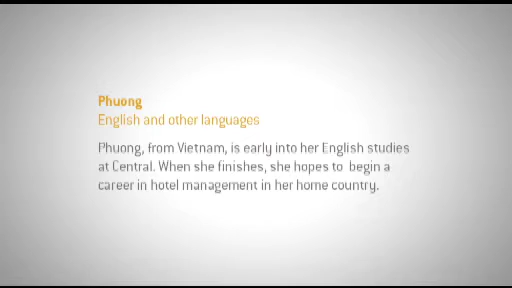 Phuong
English and other languages
Phuong, from Vietnam, is early into her English studies
at Central. When she finishes, she hopes to  begin a
career in hotel management in her home country.